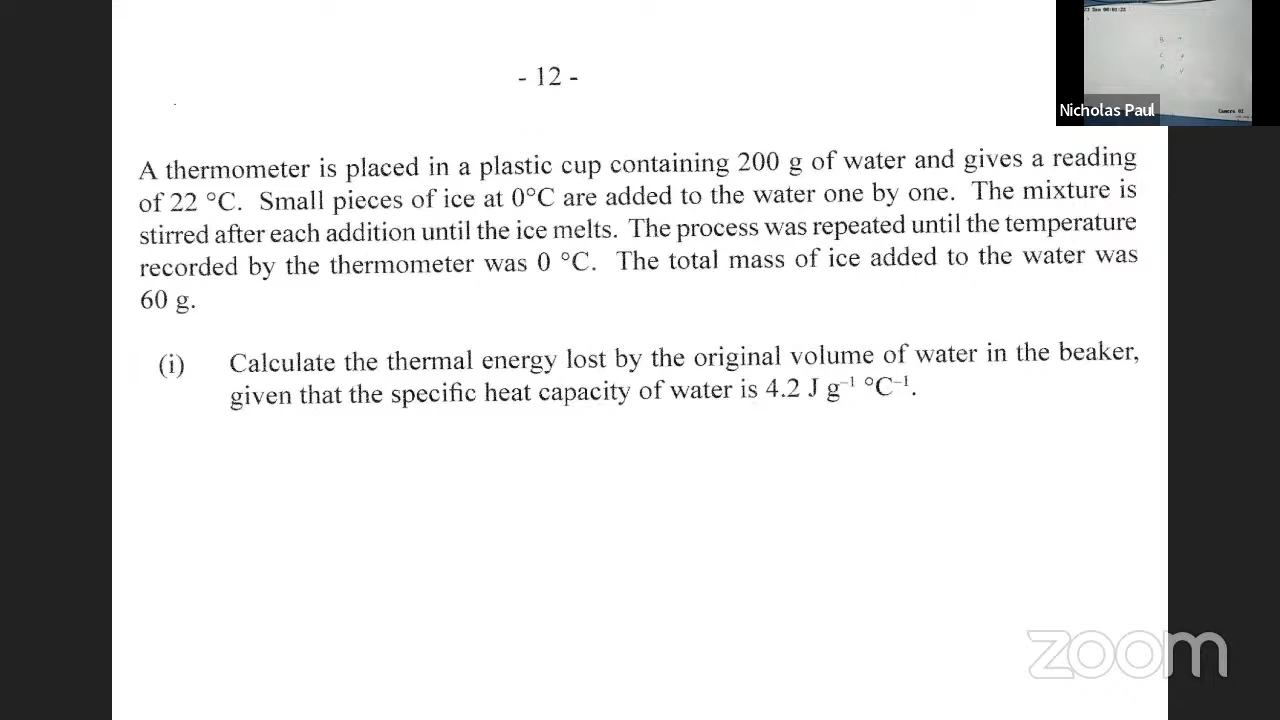 - 12 -
Nicholas Paul
A thermometer is placed in a plastic cup containing 200 g of water and gives a reading
of 22 °C. Small pieces of ice at 0°C are added to the water one by one. The mixture is
stirred after each addition until the ice melts. The process was repeated until the temperature
recorded by the thermometer was 0 °C. The total mass of ice added to the water was
60 g.
(i) Calculate the thermal energy lost by the original volume of water in the beaker,
given that the specific heat capacity of water is 4.2 J g⁻¹ °C⁻¹.
zoom